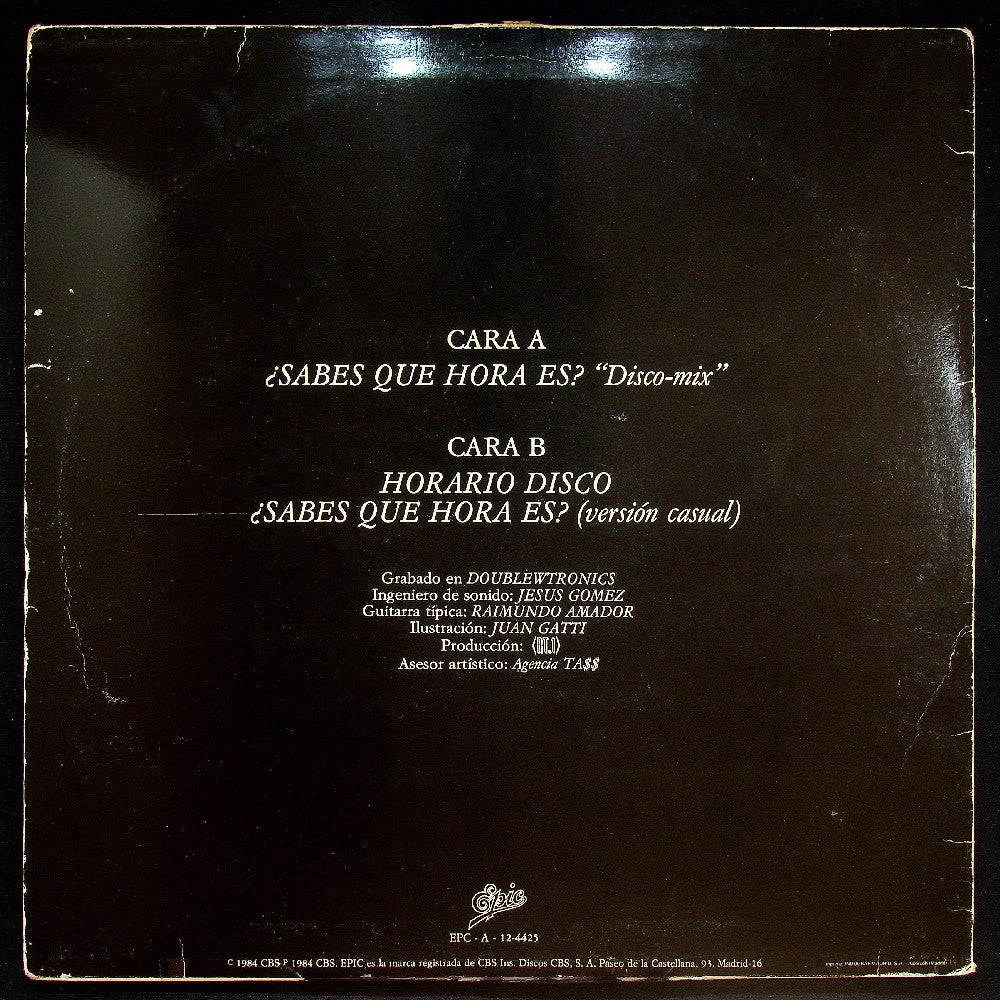 CARA A
¿SABES QUE HORA ES? “Disco-mix”
CARA B
HORARIO DISCO
¿SABES QUE HORA ES? (versión casual)
Grabado en DOUBLEWTRONICS
Ingeniero de sonido: JESUS GOMEZ
Guitarra típica: RAIMUNDO AMADOR
Ilustración: JUAN GATTI
Producción:
Asesor artístico: Agencia TA$$
Epic
EPC - A - 12-4425
C 1984 CBS-P 1984 CBS. EPIC es la marca registrada de CBS Ins. Discos CBS, S. A. Paseo de la Castellana, 93. Madrid-16